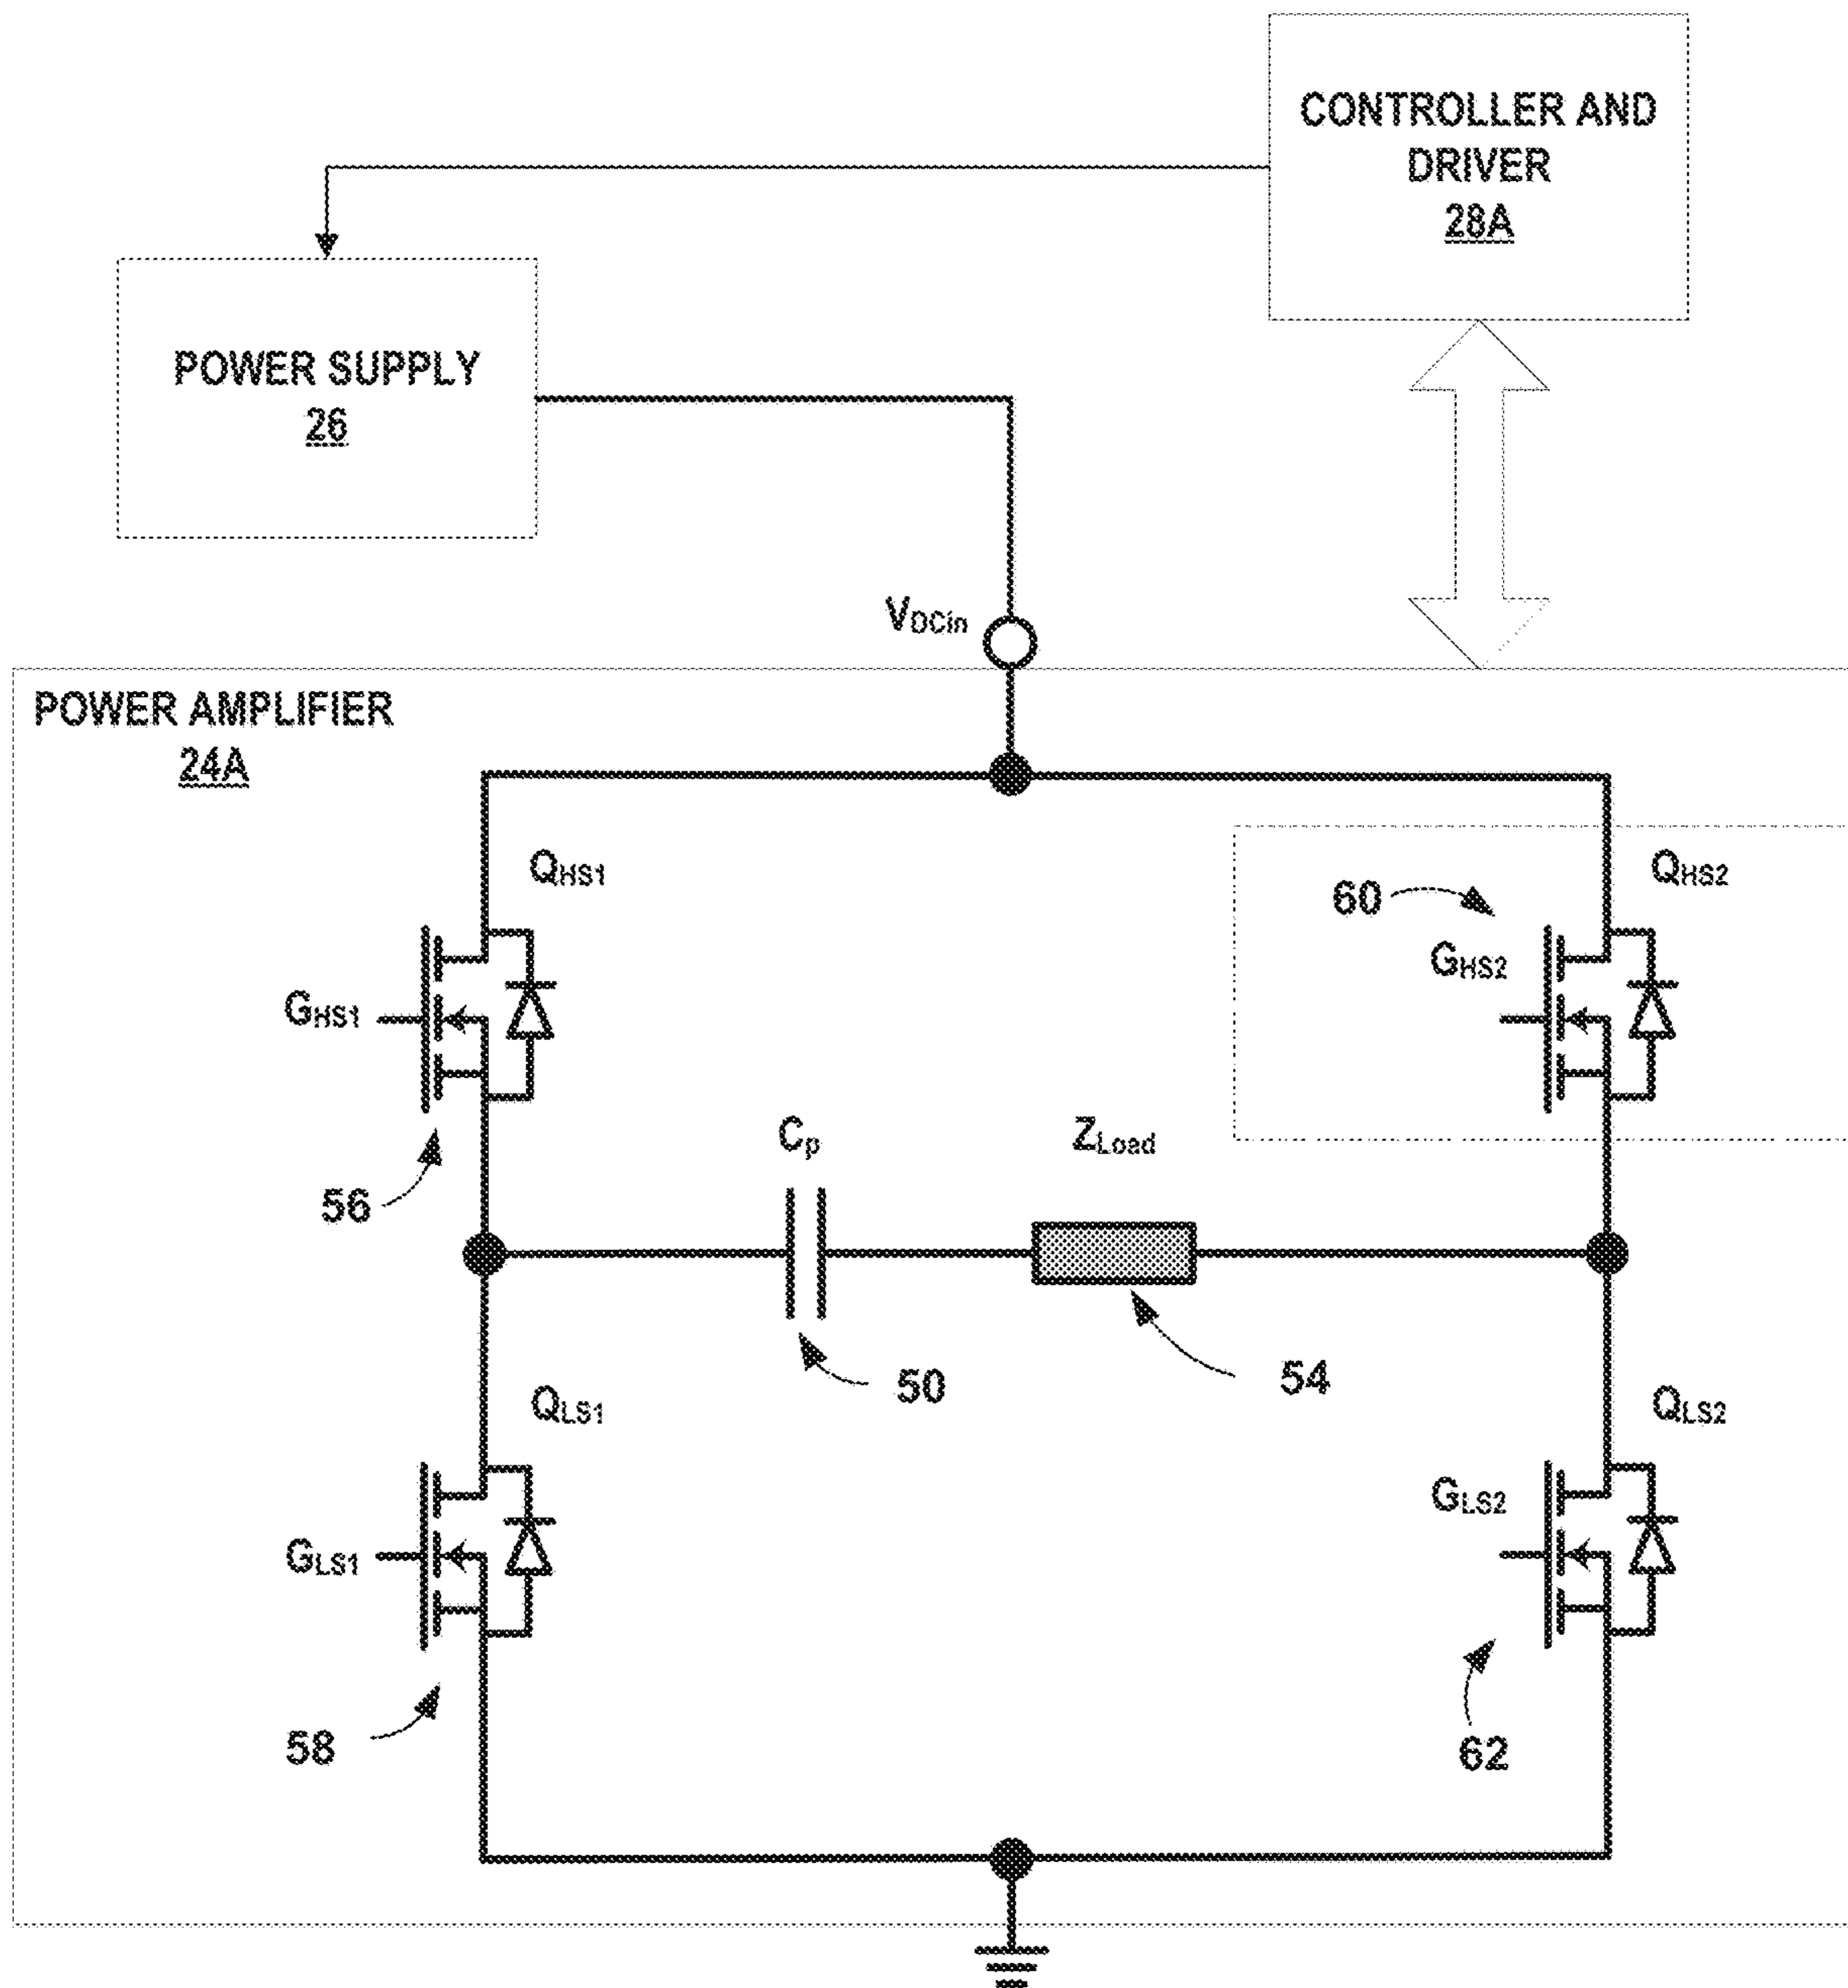 CONTROLLER AND
DRIVER
28A
POWER SUPPLY
26
VDCin
POWER AMPLIFIER
24A
QHS1
QHS2
60
GHS2
GHS1
Cp
ZLoad
56
50
54
QLS1
QLS2
GLS2
GLS1
58
62